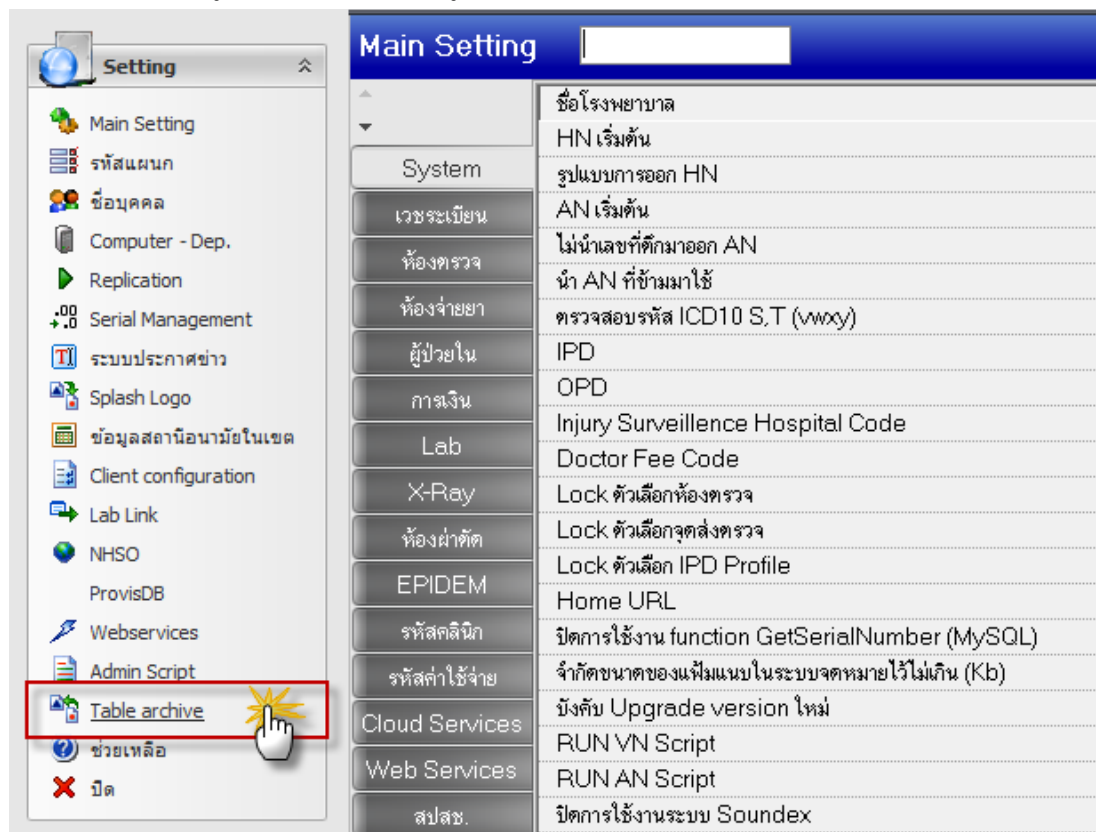 Setting
Main Setting
รหัสแผนก
ชื่อบุคคล
Computer - Dep.
Replication
Serial Management
ระบบประกาศข่าว
Splash Logo
ข้อมูลสถานีอนามัยในเขต
Client configuration
Lab Link
NHSO
ProvisDB
Webservices
Admin Script
Table archive
ช่วยเหลือ
ปิด
Main Setting
System
เวชระเบียน
ห้องตรวจ
ห้องจ่ายยา
ผู้ป่วยใน
การเงิน
Lab
X-Ray
ห้องผ่าตัด
EPIDEM
รหัสคลินิก
รหัสค่าใช้จ่าย
Cloud Services
Web Services
สปสช.
ชื่อโรงพยาบาล
HN เริ่มต้น
รูปแบบการออก HN
AN เริ่มต้น
ไม่นำเลขที่ตึกมาออก AN
นำ AN ที่ข้ามมาใช้
ตรวจสอบรหัส ICD10 S,T (vwxy)
IPD
OPD
Injury Surveillence Hospital Code
Doctor Fee Code
Lock ตัวเลือกห้องตรวจ
Lock ตัวเลือกจุดส่งตรวจ
Lock ตัวเลือก IPD Profile
Home URL
ปิดการใช้งาน function GetSerialNumber (MySQL)
จำกัดขนาดของแฟ้มแนบในระบบจดหมายไว้ไม่เกิน (Kb)
บังคับ Upgrade version ใหม่
RUN VN Script
RUN AN Script
ปิดการใช้งานระบบ Soundex